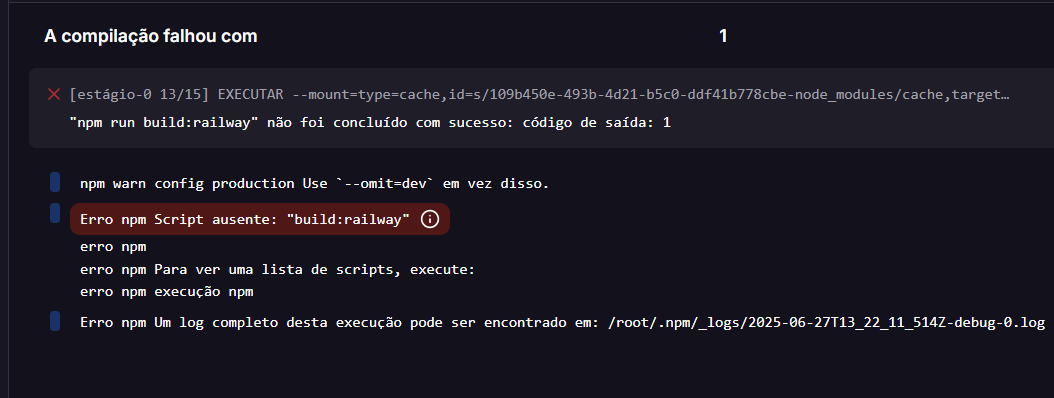 A compilação falhou com 1
[estágio-0 13/15] EXECUTAR --mount=type=cache,id=s/109b450e-493b-4d21-b5c0-ddf41b778cbe-node_modules/cache,target…
"npm run build:railway" não foi concluído com sucesso: código de saída: 1
npm warn config production Use `--omit=dev` em vez disso.
Erro npm Script ausente: "build:railway"
erro npm
erro npm Para ver uma lista de scripts, execute:
erro npm execução npm
Erro npm Um log completo desta execução pode ser encontrado em: /root/.npm/_logs/2025-06-27T13_22_11_514Z-debug-0.log